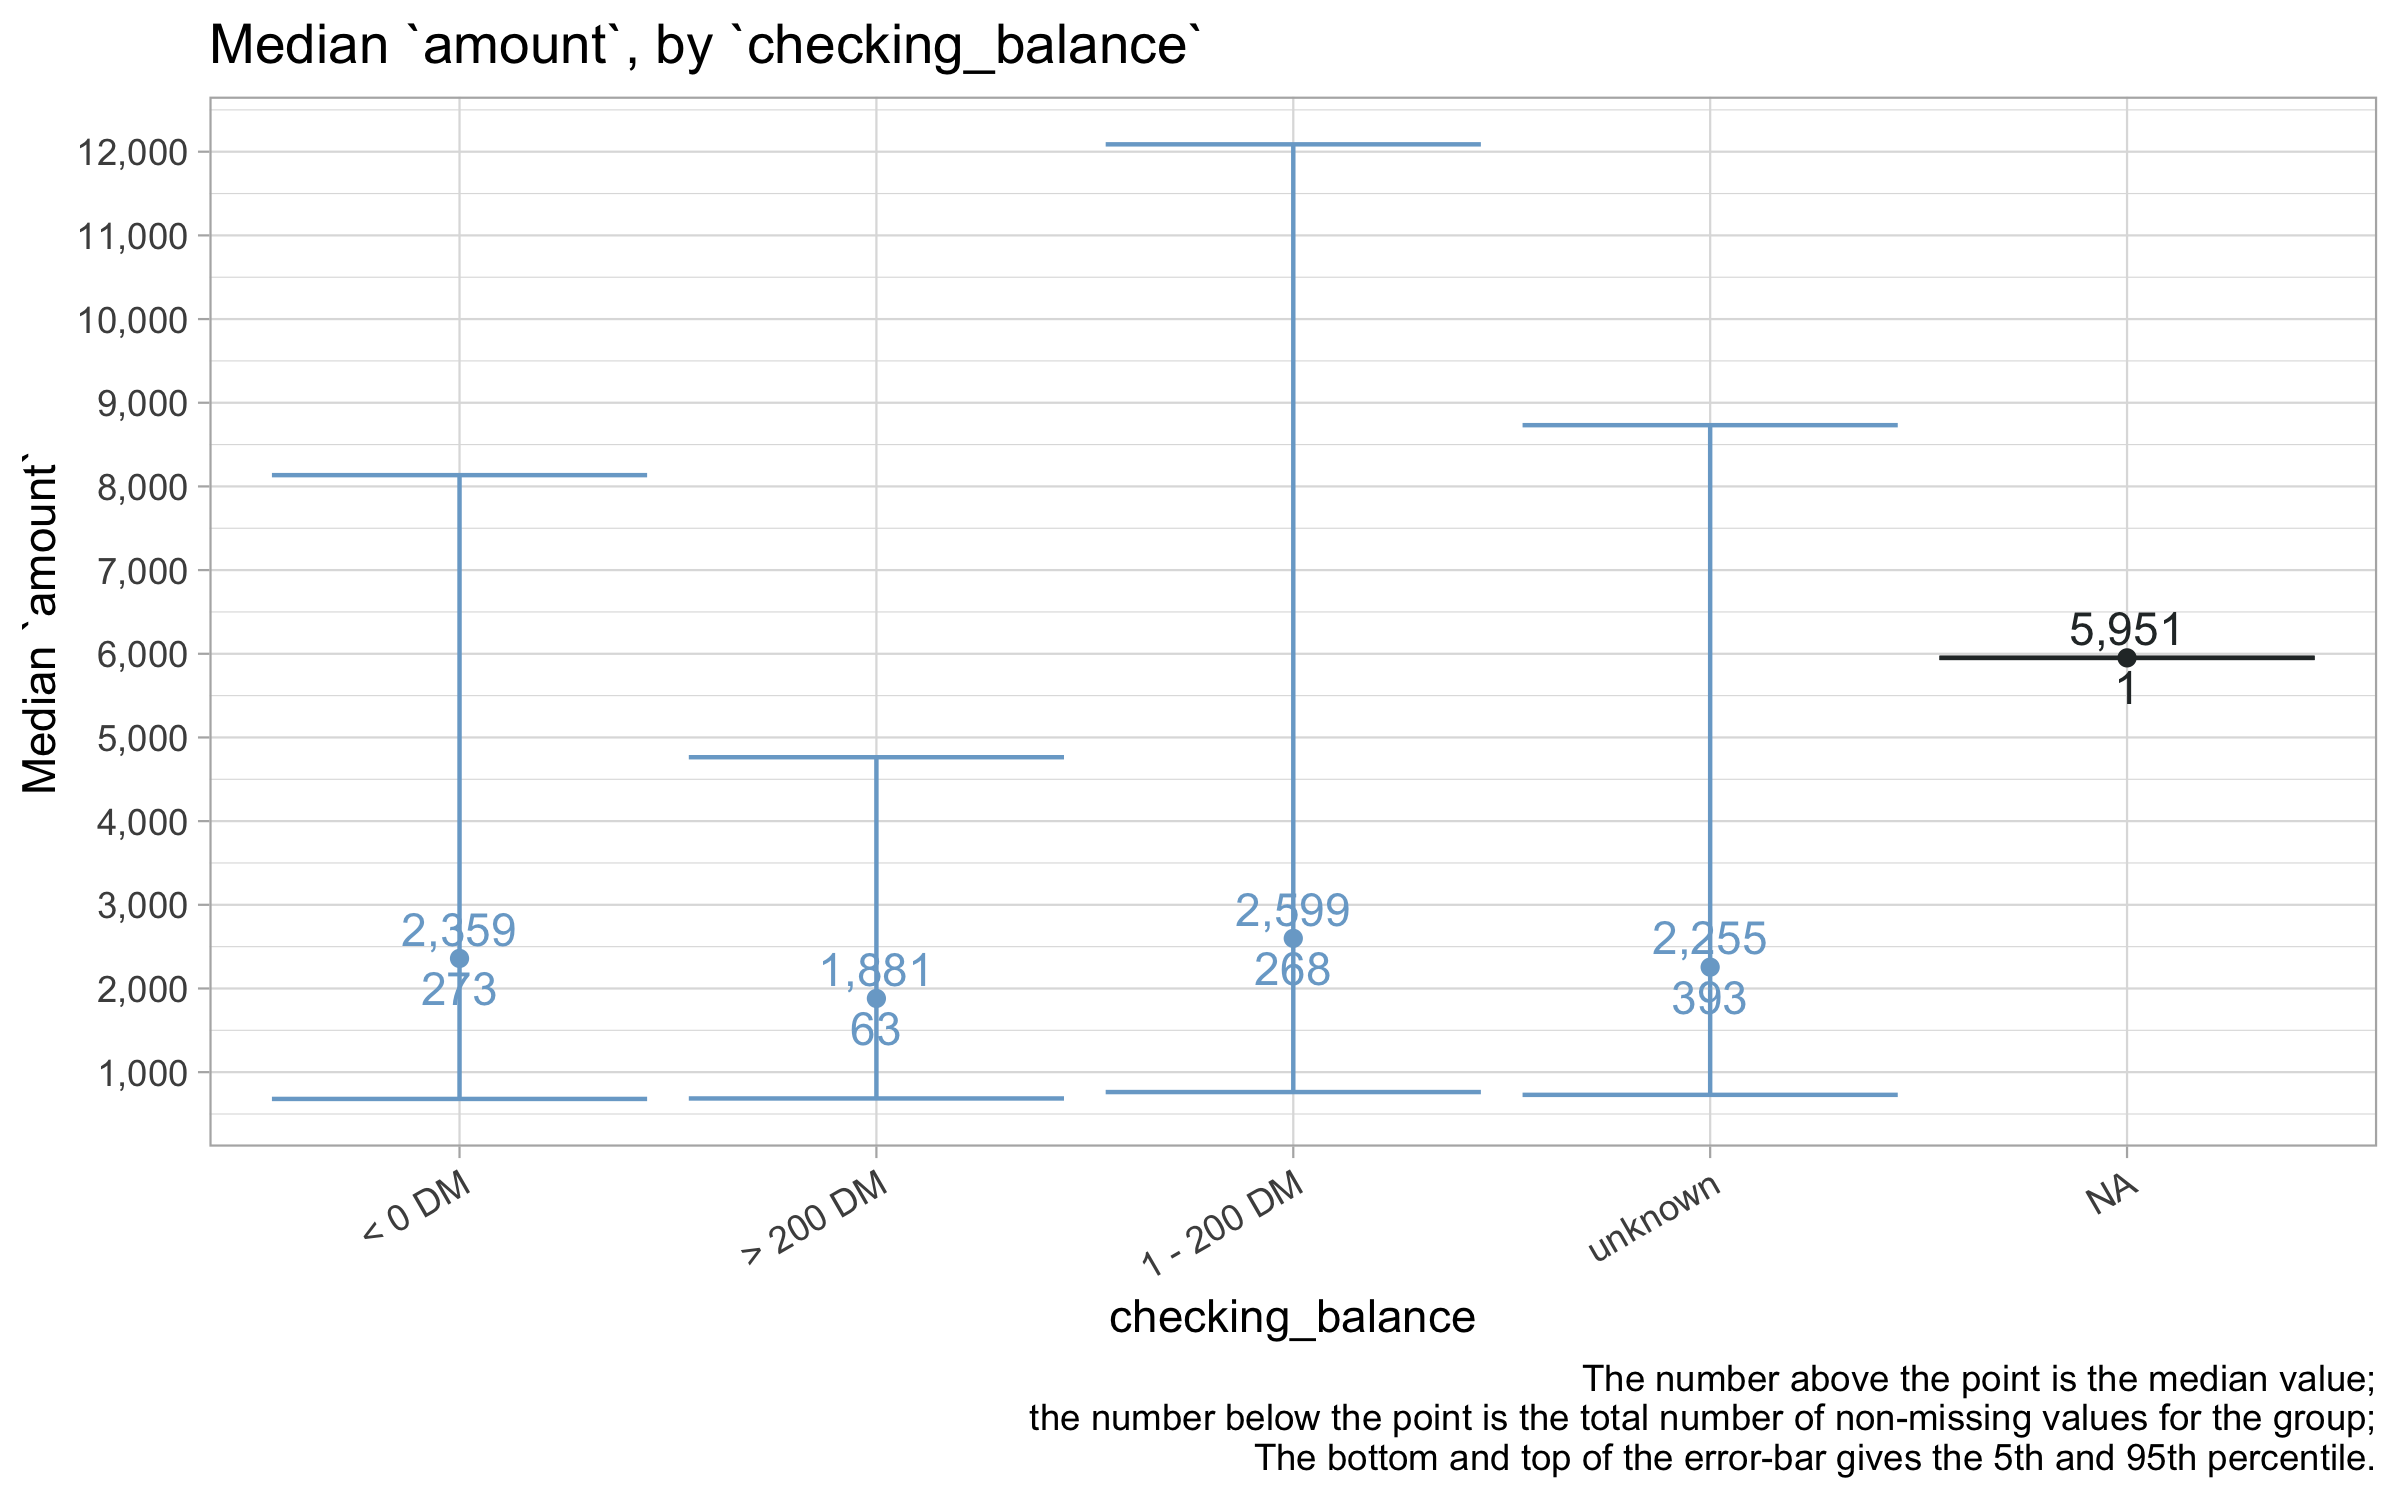 Median `amount`, by `checking_balance`
Median `amount`
12,000
11,000
10,000
9,000
8,000
7,000
6,000
5,000
4,000
3,000
2,000
1,000
2,359
273
1,881
63
2,599
268
2,255
393
5,951
1
< 0 DM
> 200 DM
1 - 200 DM
unknown
NA
checking_balance
The number above the point is the median value;
the number below the point is the total number of non-missing values for the group;
The bottom and top of the error-bar gives the 5th and 95th percentile.